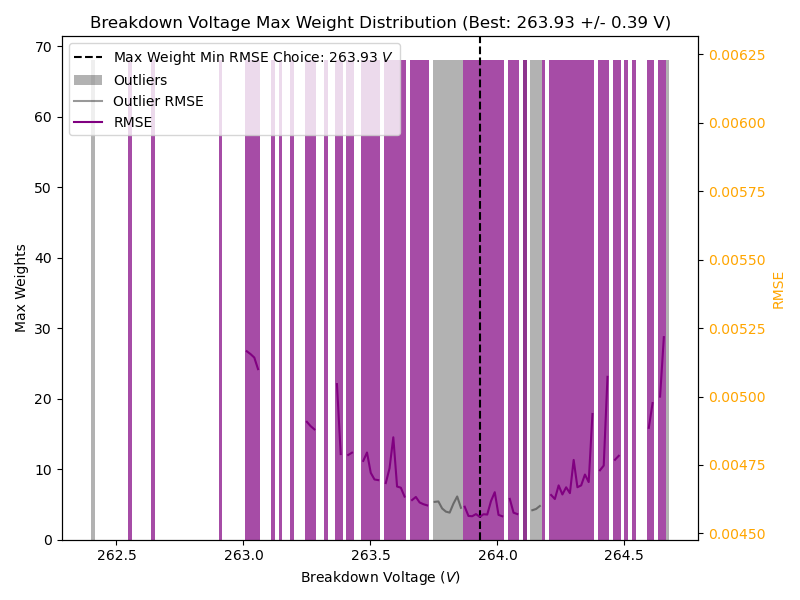 Breakdown Voltage Max Weight Distribution (Best: 263.93 +/- 0.39 V)
Max Weight Min RMSE Choice: 263.93 V
Outliers
Outlier RMSE
RMSE
70
60
50
40
30
20
10
0
Max Weights
0.00625
0.00600
0.00575
0.00550
0.00525
0.00500
0.00475
0.00450
RMSE
262.5 263.0 263.5 264.0 264.5
Breakdown Voltage (V)